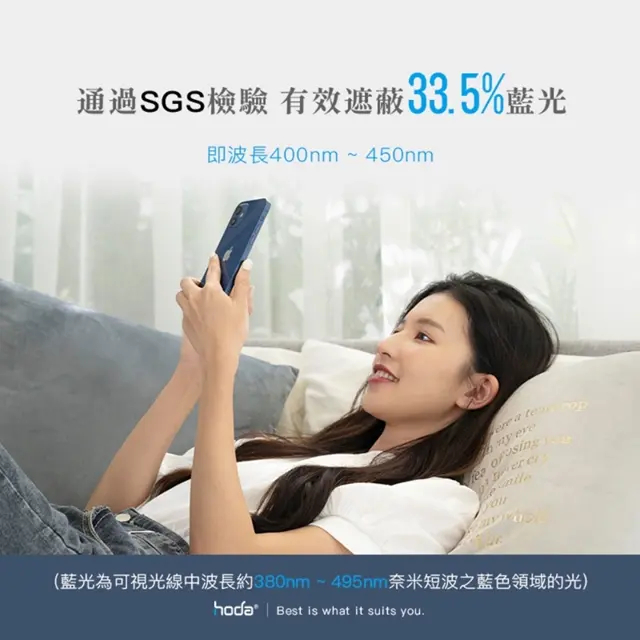 通過SGS檢驗 有效遮蔽33.5%藍光
即波長400nm ~ 450nm
(藍光為可視光線中波長約380nm ~ 495nm奈米短波之藍色領域的光)
hoda® | Best is what it suits you.